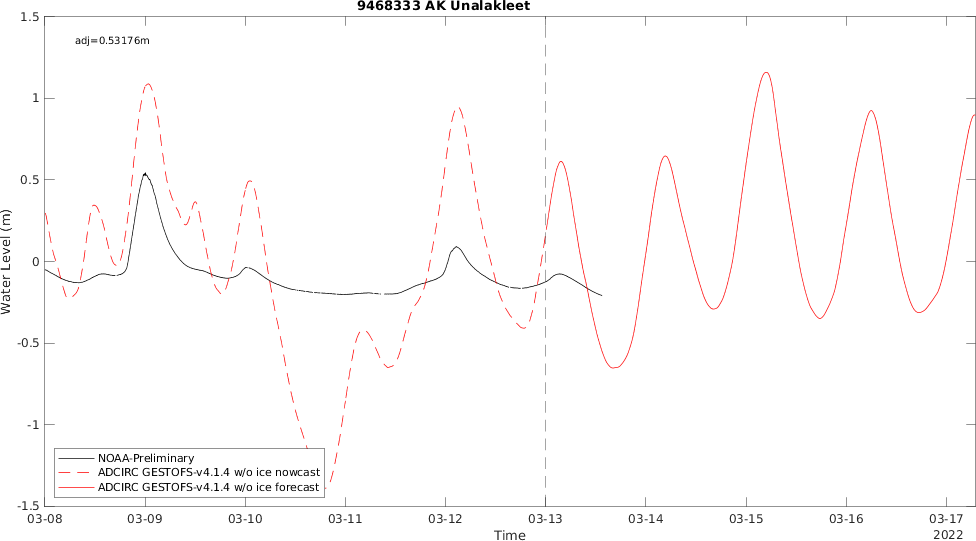 9468333 AK Unalakleet
adj=0.53176m
Water Level (m)
1.5
1
0.5
0
-0.5
-1
-1.5
NOAA-Preliminary
ADCIRC GESTOFS-v4.1.4 w/o ice nowcast
ADCIRC GESTOFS-v4.1.4 w/o ice forecast
03-08 03-09 03-10 03-11 03-12 03-13 03-14 03-15 03-16 03-17
Time
2022